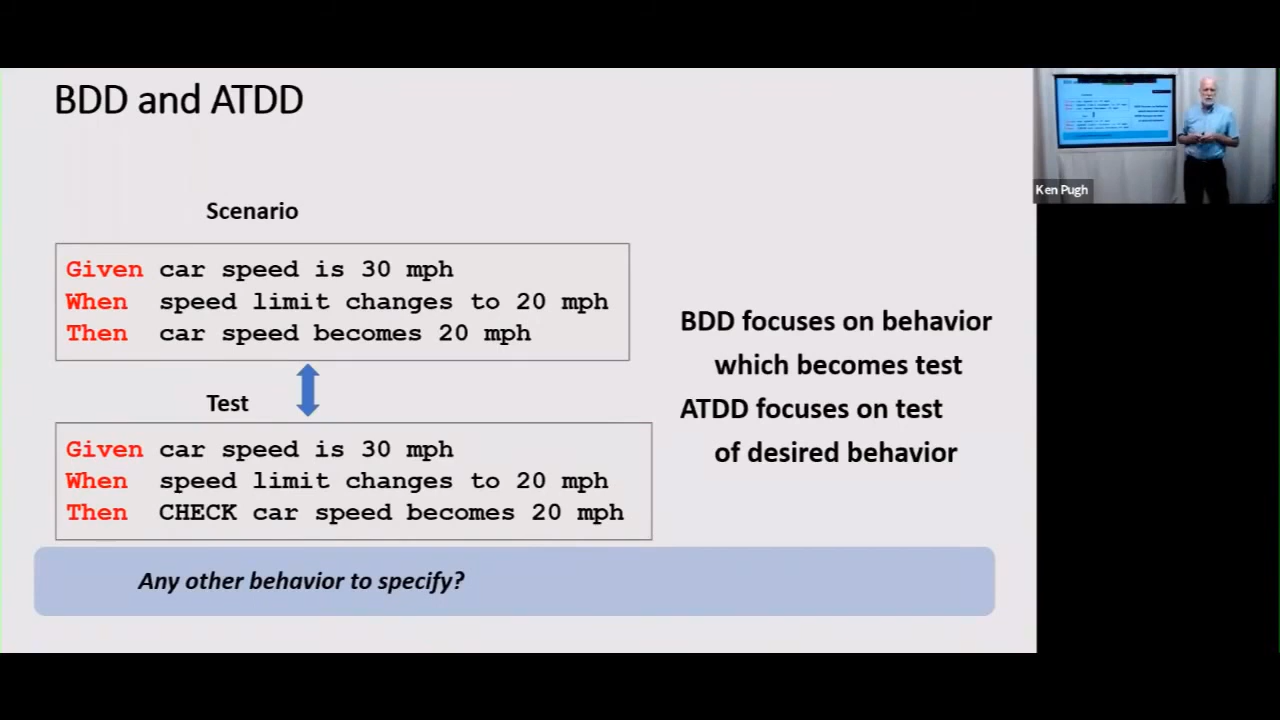 BDD and ATDD
Scenario
Given car speed is 30 mph
When speed limit changes to 20 mph
Then car speed becomes 20 mph
Test
Given car speed is 30 mph
When speed limit changes to 20 mph
Then CHECK car speed becomes 20 mph
BDD focuses on behavior
which becomes test
ATDD focuses on test
of desired behavior
Any other behavior to specify?
Ken Pugh